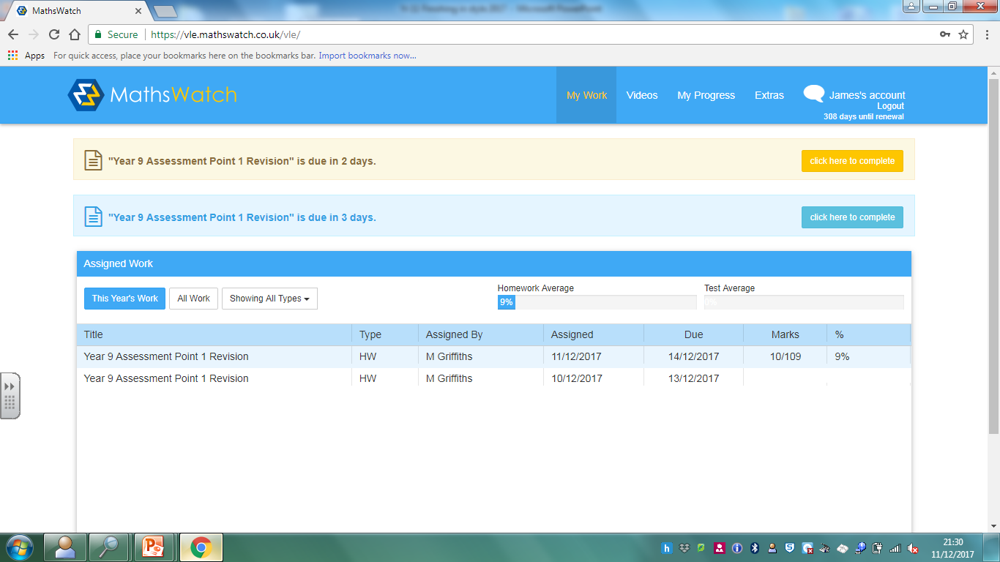 MathsWatch
Secure https://vle.mathswatch.co.uk/vle/
Apps For quick access, place your bookmarks here on the bookmarks bar. Import bookmarks now...
MathsWatch
My Work Videos My Progress Extras James's account
Logout
308 days until renewal
"Year 9 Assessment Point 1 Revision" is due in 2 days. click here to complete
"Year 9 Assessment Point 1 Revision" is due in 3 days. click here to complete
Assigned Work
Homework Average Test Average
This Year's Work All Work Showing All Types 9% 0%
Title Type Assigned By Assigned Due Marks %
Year 9 Assessment Point 1 Revision HW M Griffiths 11/12/2017 14/12/2017 10/109 9%
Year 9 Assessment Point 1 Revision HW M Griffiths 10/12/2017 13/12/2017
21:30
11/12/2017